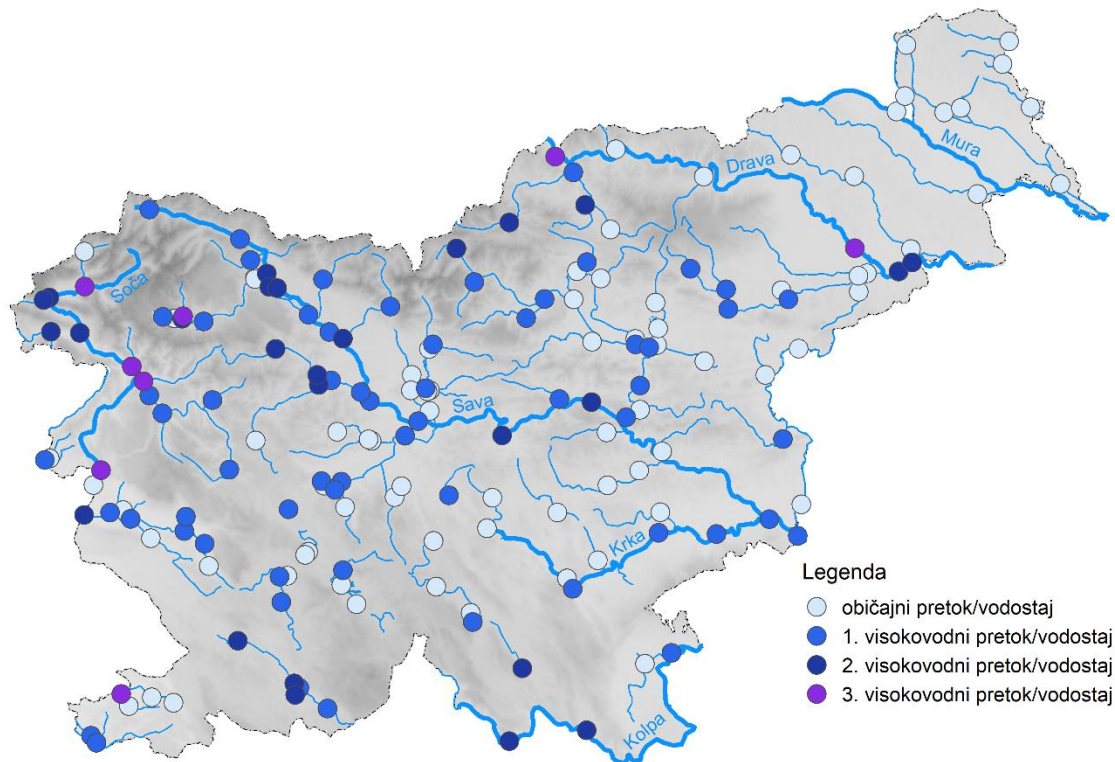 Mura
Drava
Soča
Sava
Krka
Kolpa
Legenda
običajni pretok/vodostaj
1. visokovodni pretok/vodostaj
2. visokovodni pretok/vodostaj
3. visokovodni pretok/vodostaj